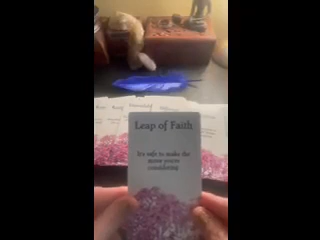 Leap of Faith
It's safe to make the
move you're
considering